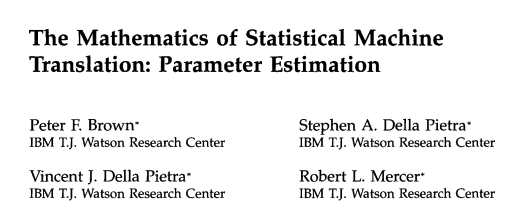 The Mathematics of Statistical Machine
Translation: Parameter Estimation
Peter F. Brown*
IBM T.J. Watson Research Center
Stephen A. Della Pietra*
IBM T.J. Watson Research Center
Vincent J. Della Pietra*
IBM T.J. Watson Research Center
Robert L. Mercer*
IBM T.J. Watson Research Center